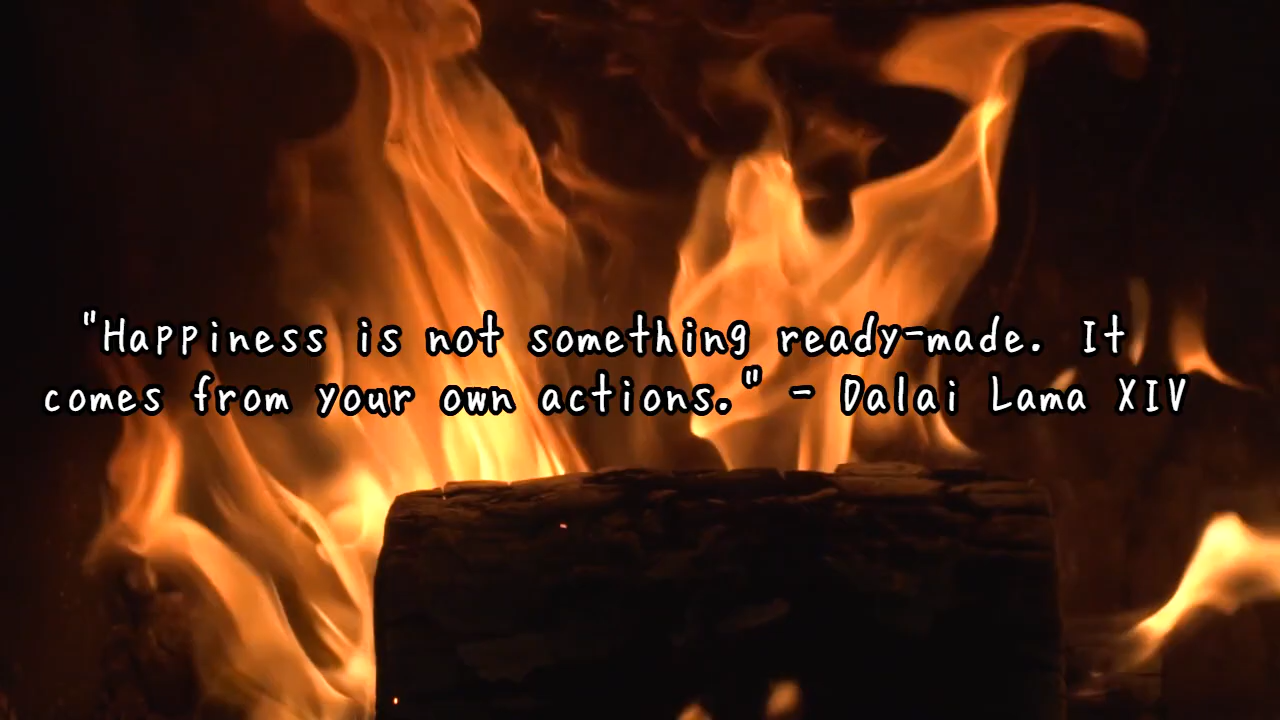 "Happiness is not something ready-made. It
comes from your own actions." - Dalai Lama XIV